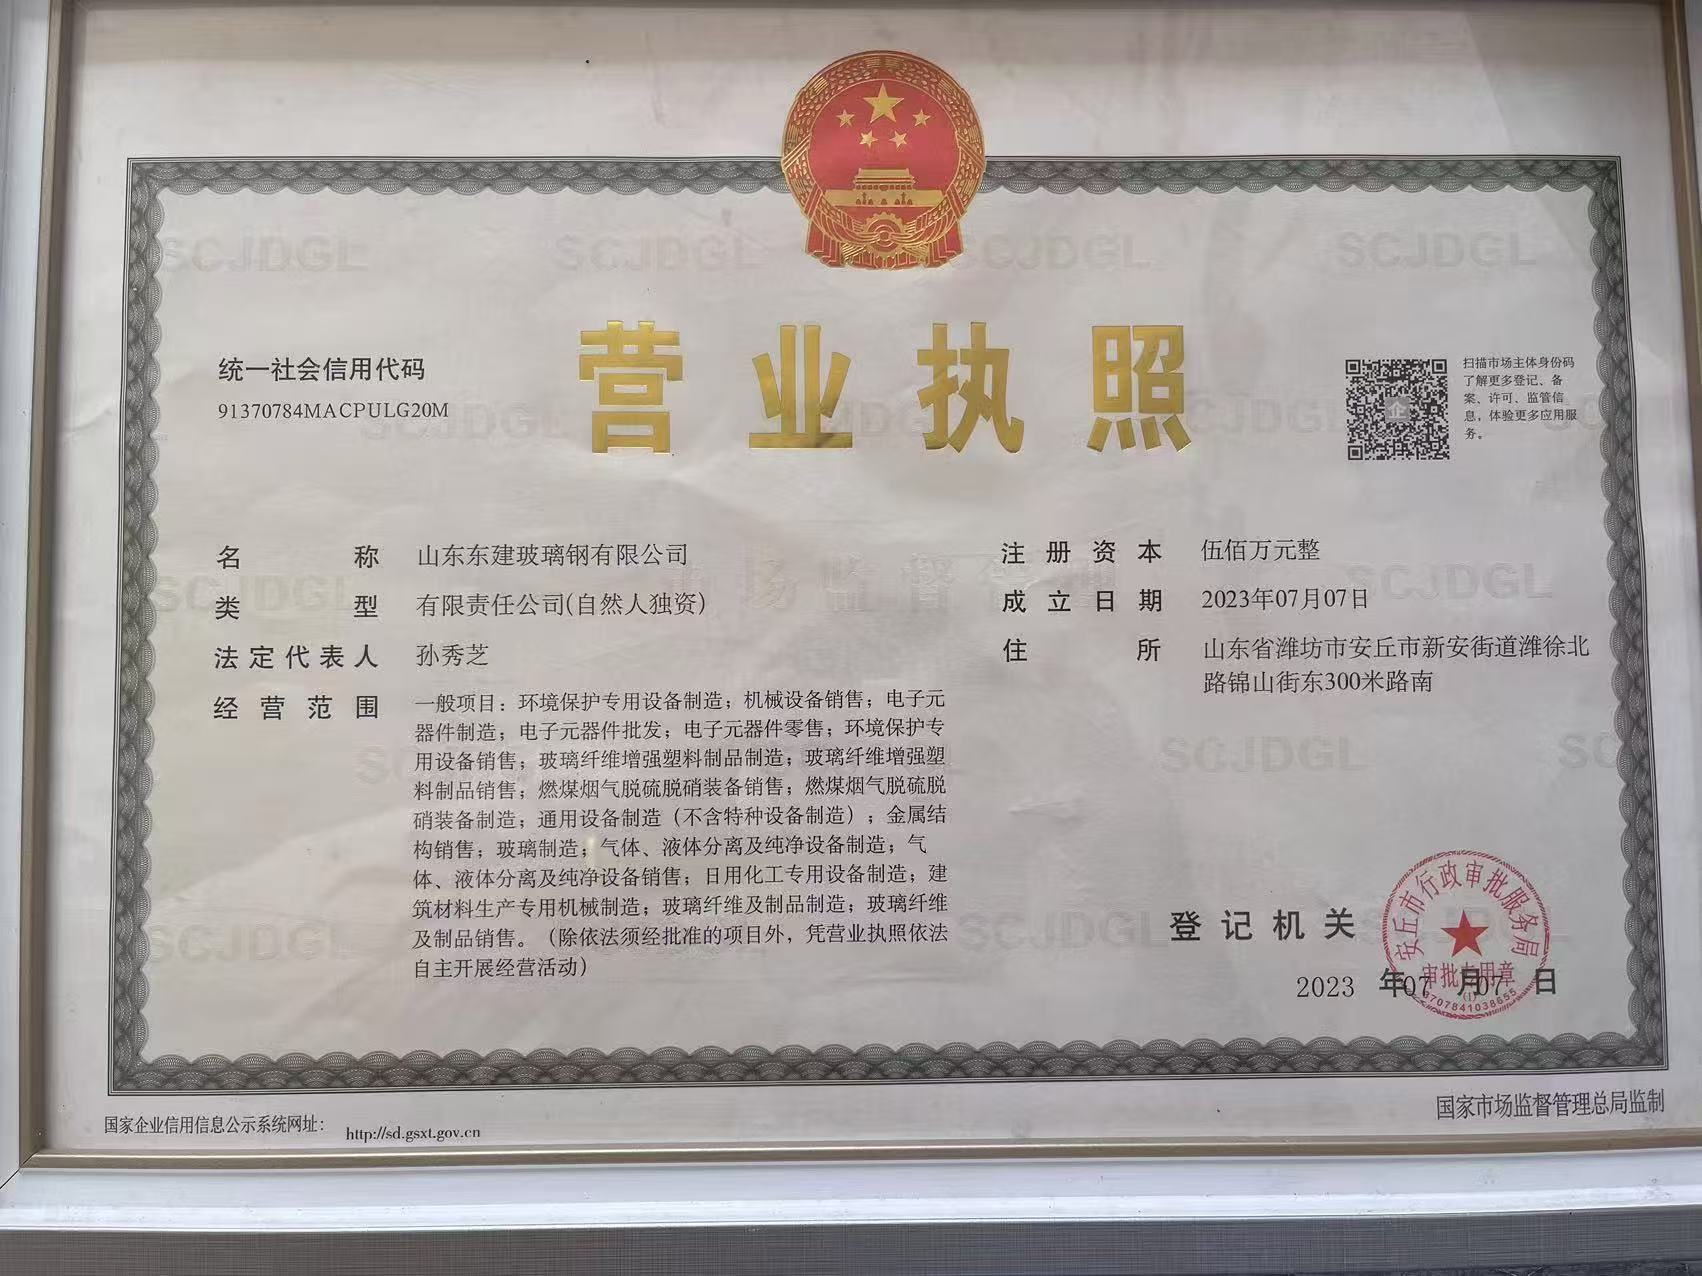 营业执照
统一社会信用代码
91370784MACPULG20M
扫描市场主体身份码
了解更多登记、备
案、许可、监管信
息，体验更多应用服
务。
名称 山东东建玻璃钢有限公司
类型 有限责任公司(自然人独资)
法定代表人 孙秀芝
经营范围 一般项目：环境保护专用设备制造；机械设备销售；电子元
器件制造；电子元器件批发；电子元器件零售；环境保护专
用设备销售；玻璃纤维增强塑料制品制造；玻璃纤维增强塑
料制品销售；燃煤烟气脱硫脱硝装备销售；燃煤烟气脱硫脱
硝装备制造；通用设备制造（不含特种设备制造）；金属结
构销售；玻璃制造；气体、液体分离及纯净设备制造；气
体、液体分离及纯净设备销售；日用化工专用设备制造；建
筑材料生产专用机械制造；玻璃纤维及制品制造；玻璃纤维
及制品销售。（除依法须经批准的项目外，凭营业执照依法
自主开展经营活动）
注册资本 伍佰万元整
成立日期 2023年07月07日
住所 山东省潍坊市安丘市新安街道潍徐北
路锦山街东300米路南
登记机关
安丘市行政审批服务局
审批专用章
(1)
3707841038655
2023 年07 月07 日
国家企业信用信息公示系统网址： http://sd.gsxt.gov.cn
国家市场监督管理总局监制
SCJDGL
市场监督管理